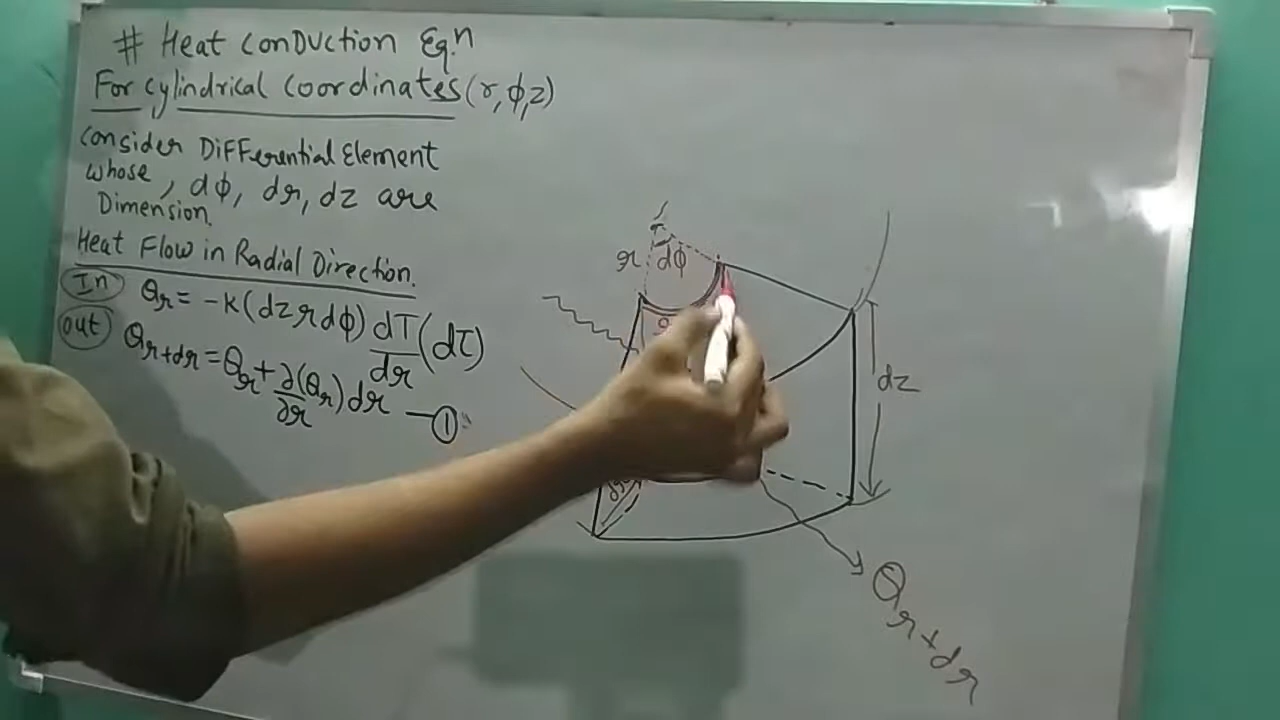 # Heat conDuction Eq.n
For cylindrical coordinates (r, ϕ, z)
Consider Differential Element
whose, dϕ, dr, dz are
Dimension.
Heat Flow in Radial Direction.
In Qr = -K(dz r dϕ) dT/dr (dτ)
out Qr+dr = Qr + ∂(Qr)/∂r dr —①
r dϕ
dz
Qr+dr